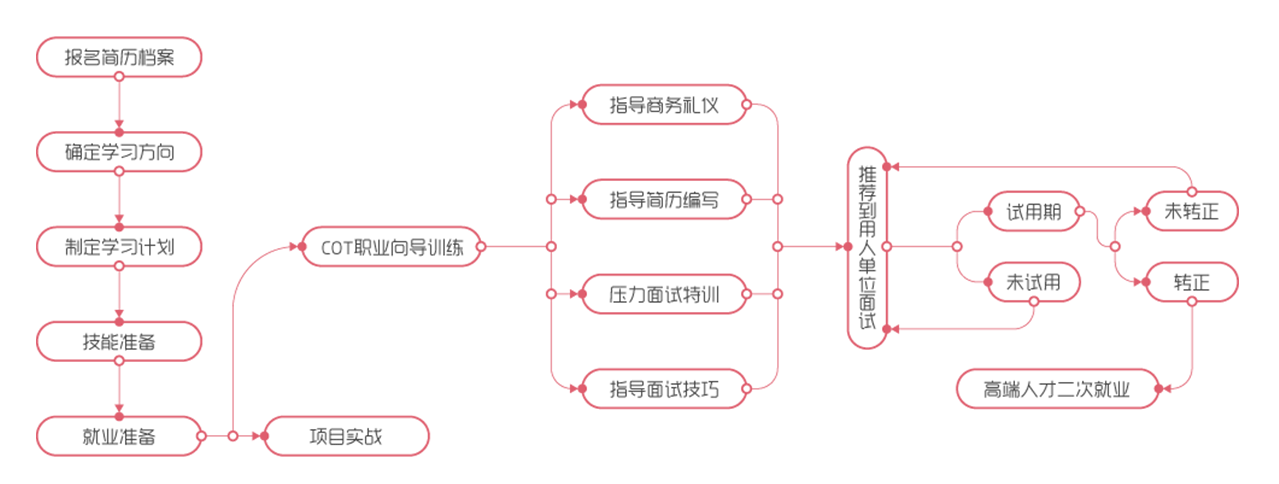 报名简历档案
确定学习方向
制定学习计划
技能准备
就业准备
项目实战
COT职业向导训练
指导商务礼仪
指导简历编写
压力面试特训
指导面试技巧
推荐到用人单位面试
试用期
未试用
未转正
转正
高端人才二次就业